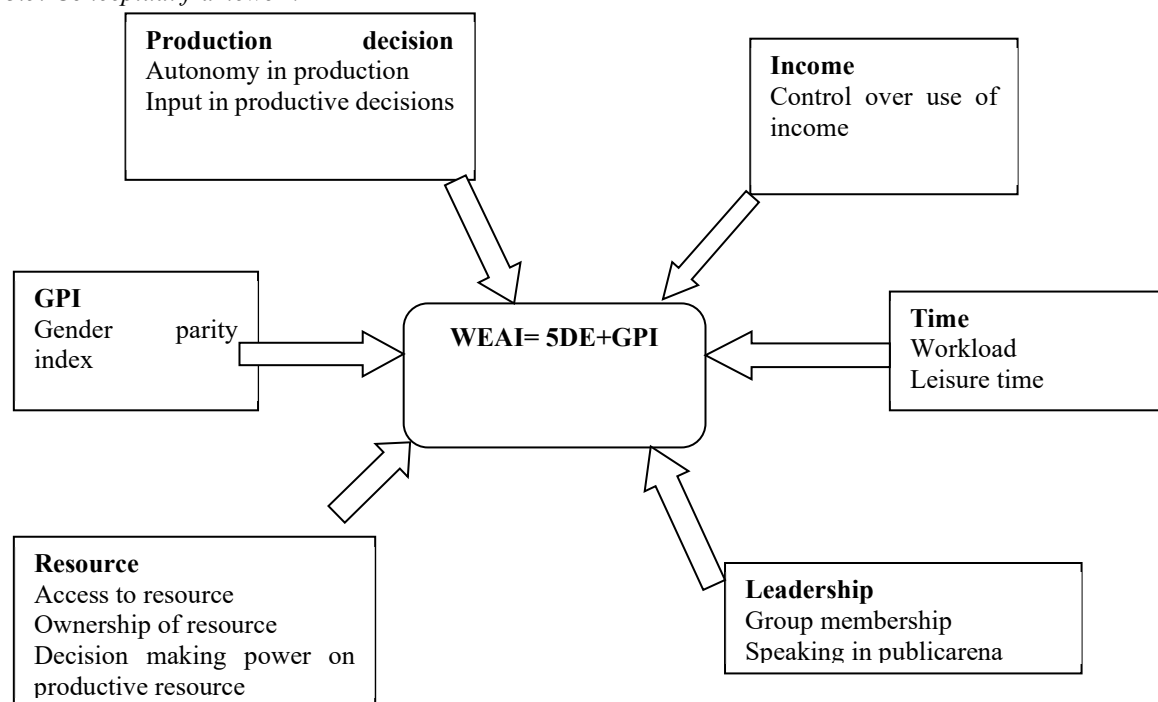 Production decision
Autonomy in production
Input in productive decisions
Income
Control over use of
income
GPI
Gender parity
index
WEAI= 5DE+GPI
Time
Workload
Leisure time
Resource
Access to resource
Ownership of resource
Decision making power on
productive resource
Leadership
Group membership
Speaking in publicarena